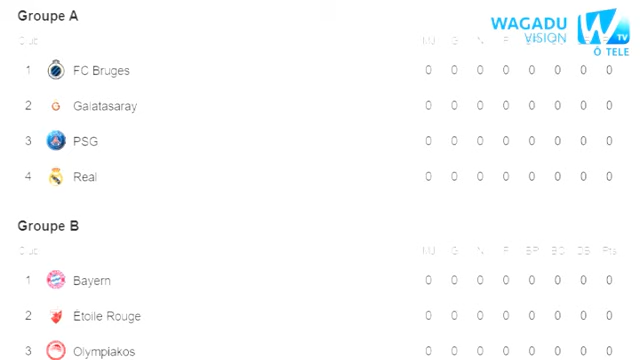 Groupe A
WAGADU
VISION
TV
Ô TELE
Club MJ G N P
1 FC Bruges 0 0 0 0 0 0 0 0
2 Galatasaray 0 0 0 0 0 0 0 0
3 PSG 0 0 0 0 0 0 0 0
4 Real 0 0 0 0 0 0 0 0
Groupe B
Club MJ G N P BP BC DB Pts
1 Bayern 0 0 0 0 0 0 0 0
2 Étoile Rouge 0 0 0 0 0 0 0 0
3 Olympiakos 0 0 0 0 0 0 0 0